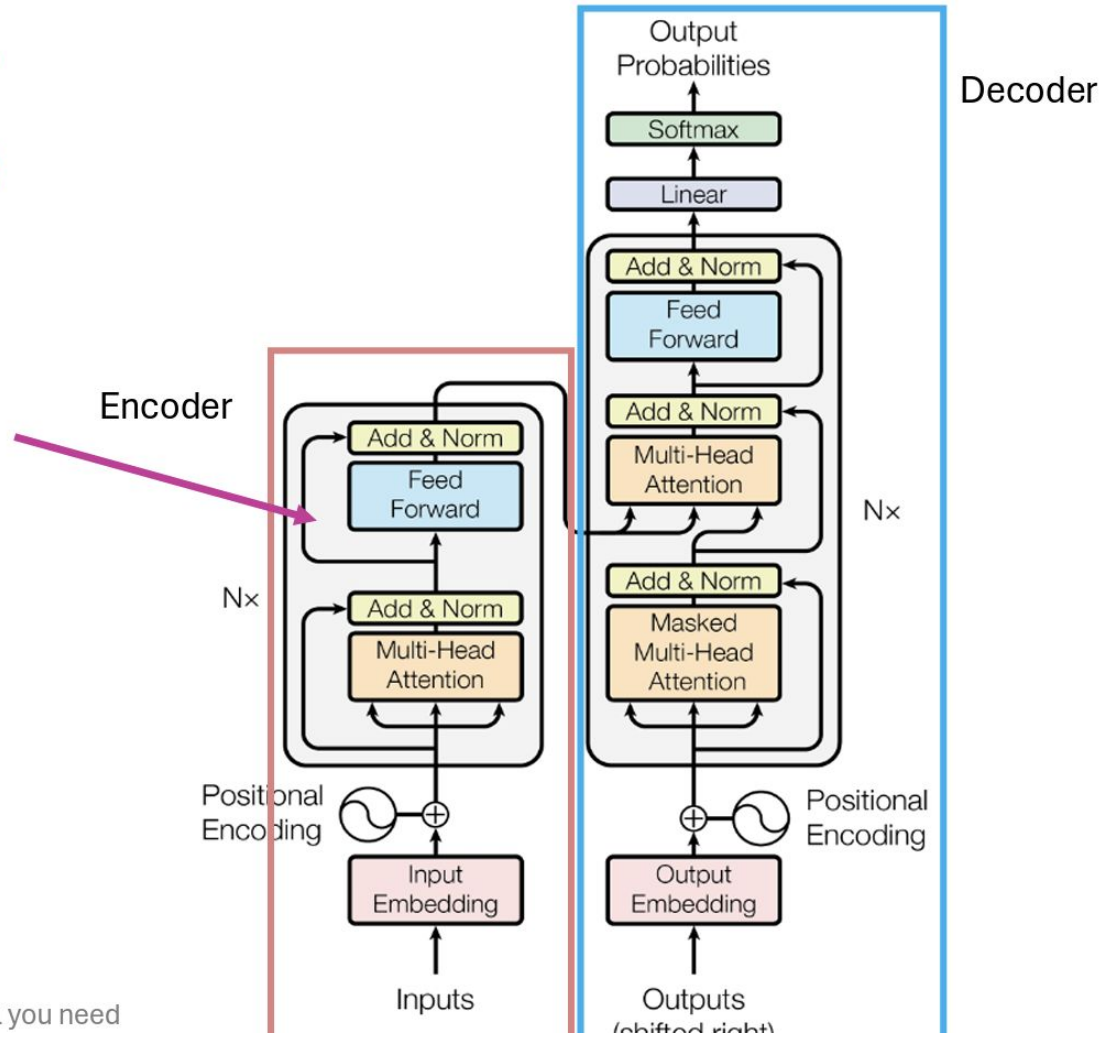 Output
Probabilities
Decoder
Softmax
Linear
Add & Norm
Feed
Forward
Add & Norm
Multi-Head
Attention
N×
Add & Norm
Masked
Multi-Head
Attention
Positional
Encoding
Output
Embedding
Outputs
(shifted right)
Encoder
Add & Norm
Feed
Forward
N×
Add & Norm
Multi-Head
Attention
Positional
Encoding
Input
Embedding
Inputs
you need